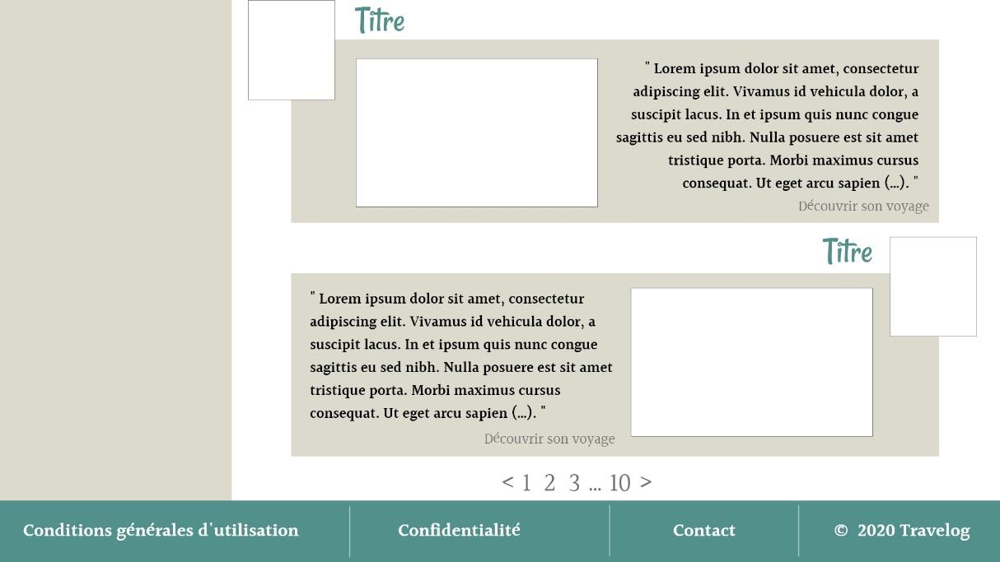 Titre
" Lorem ipsum dolor sit amet, consectetur
adipiscing elit. Vivamus id vehicula dolor, a
suscipit lacus. In et ipsum quis nunc congue
sagittis eu sed nibh. Nulla posuere est sit amet
tristique porta. Morbi maximus cursus
consequat. Ut eget arcu sapien (...). "
Découvrir son voyage
Titre
" Lorem ipsum dolor sit amet, consectetur
adipiscing elit. Vivamus id vehicula dolor, a
suscipit lacus. In et ipsum quis nunc congue
sagittis eu sed nibh. Nulla posuere est sit amet
tristique porta. Morbi maximus cursus
consequat. Ut eget arcu sapien (...). "
Découvrir son voyage
< 1 2 3 ... 10 >
Conditions générales d'utilisation
Confidentialité
Contact
© 2020 Travelog